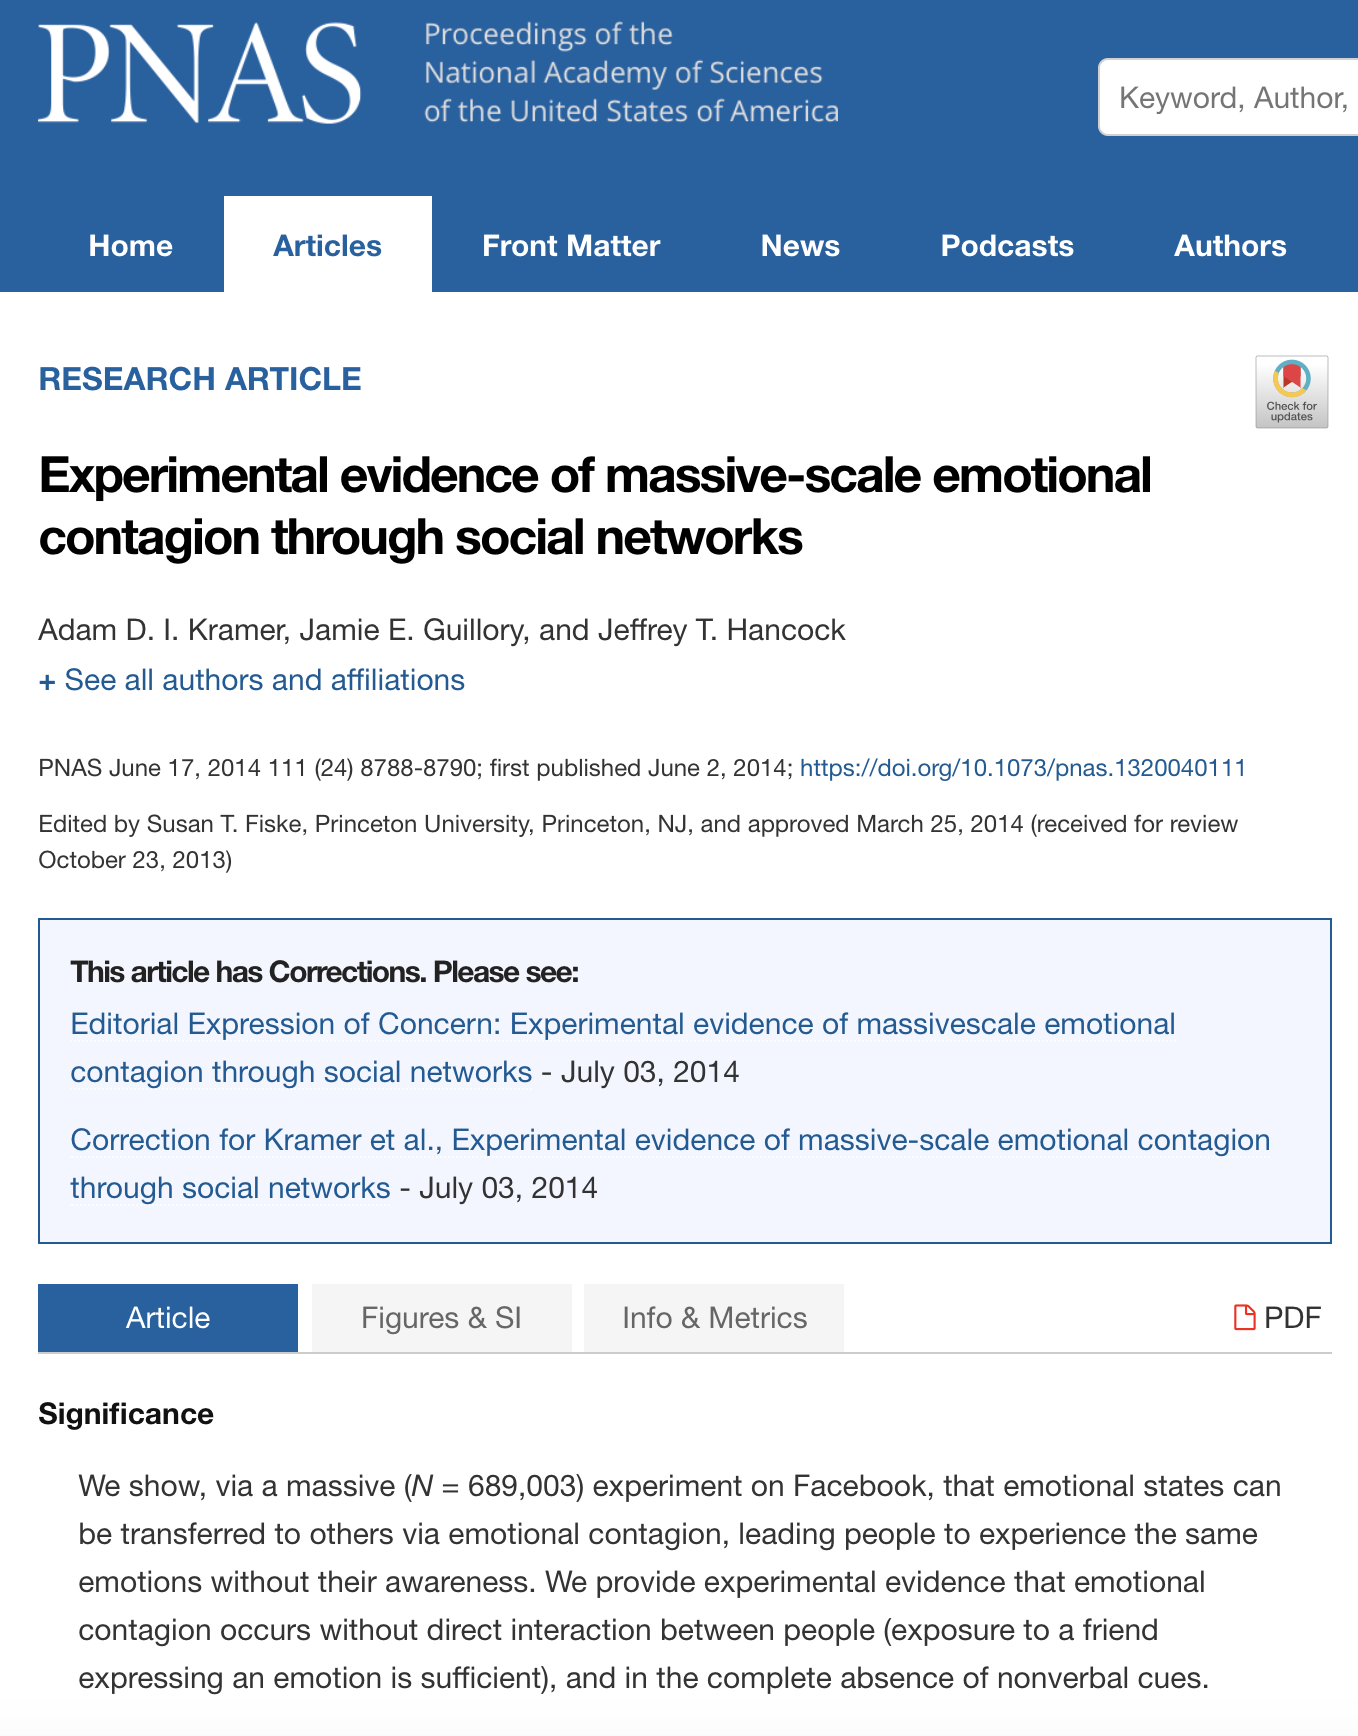 PNAS
Proceedings of the
National Academy of Sciences
of the United States of America
Keyword, Author,
Home
Articles
Front Matter
News
Podcasts
Authors
RESEARCH ARTICLE
Check for
updates
Experimental evidence of massive-scale emotional
contagion through social networks
Adam D. I. Kramer, Jamie E. Guillory, and Jeffrey T. Hancock
+ See all authors and affiliations
PNAS June 17, 2014 111 (24) 8788-8790; first published June 2, 2014; https://doi.org/10.1073/pnas.1320040111
Edited by Susan T. Fiske, Princeton University, Princeton, NJ, and approved March 25, 2014 (received for review
October 23, 2013)
This article has Corrections. Please see:
Editorial Expression of Concern: Experimental evidence of massivescale emotional
contagion through social networks - July 03, 2014
Correction for Kramer et al., Experimental evidence of massive-scale emotional contagion
through social networks - July 03, 2014
Article
Figures & SI
Info & Metrics
PDF
Significance
We show, via a massive (N = 689,003) experiment on Facebook, that emotional states can
be transferred to others via emotional contagion, leading people to experience the same
emotions without their awareness. We provide experimental evidence that emotional
contagion occurs without direct interaction between people (exposure to a friend
expressing an emotion is sufficient), and in the complete absence of nonverbal cues.